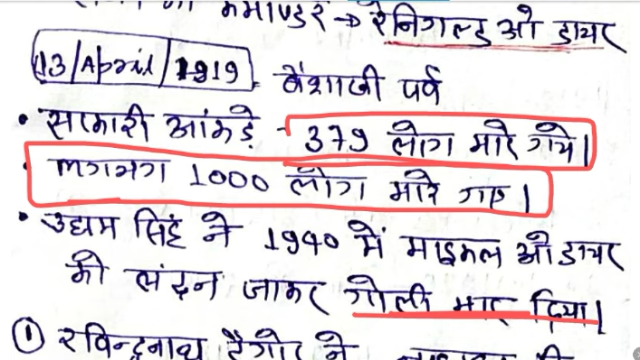 कमाण्डर → रेनिगल्ड ओ डायर
13/April/1919 वैशाखी पर्व
• सरकारी आंकड़े - 379 लोग मारे गये।
• लगभग 1000 लोग मारे गए।
• उधम सिंह ने 1940 में माइकल ओ डायर
को लंदन जाकर गोली मार दिया।
① रविन्द्रनाथ टैगोर ने